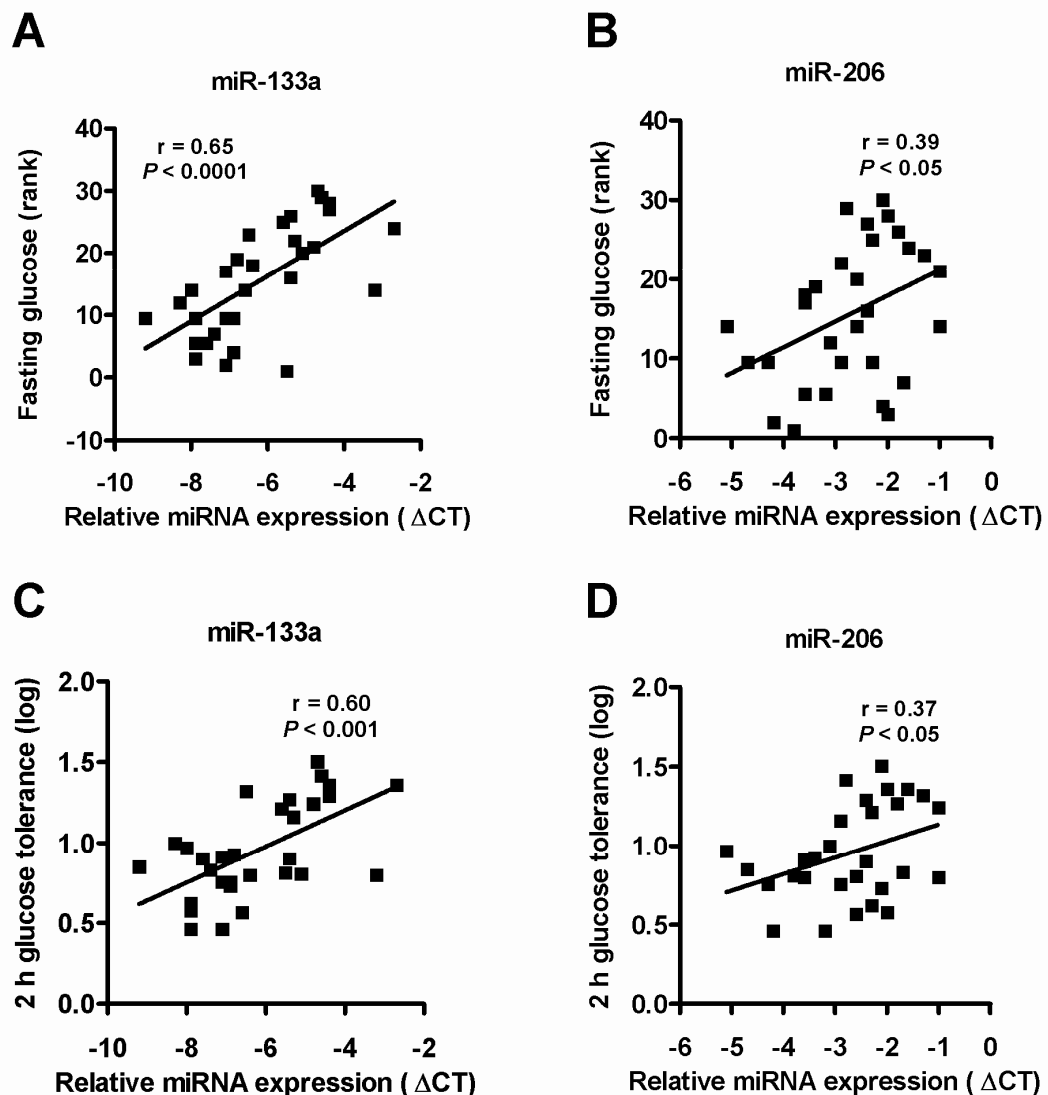 A
miR-133a
r = 0.65
P < 0.0001
Fasting glucose (rank)
40
30
20
10
0
-10
-10 -8 -6 -4 -2
Relative miRNA expression ( ΔCT)
B
miR-206
r = 0.39
P < 0.05
Fasting glucose (rank)
40
30
20
10
0
-6 -5 -4 -3 -2 -1 0
Relative miRNA expression ( ΔCT)
C
miR-133a
r = 0.60
P < 0.001
2 h glucose tolerance (log)
2.0
1.5
1.0
0.5
0.0
-10 -8 -6 -4 -2
Relative miRNA expression ( ΔCT)
D
miR-206
r = 0.37
P < 0.05
2 h glucose tolerance (log)
2.0
1.5
1.0
0.5
0.0
-6 -5 -4 -3 -2 -1 0
Relative miRNA expression ( ΔCT)